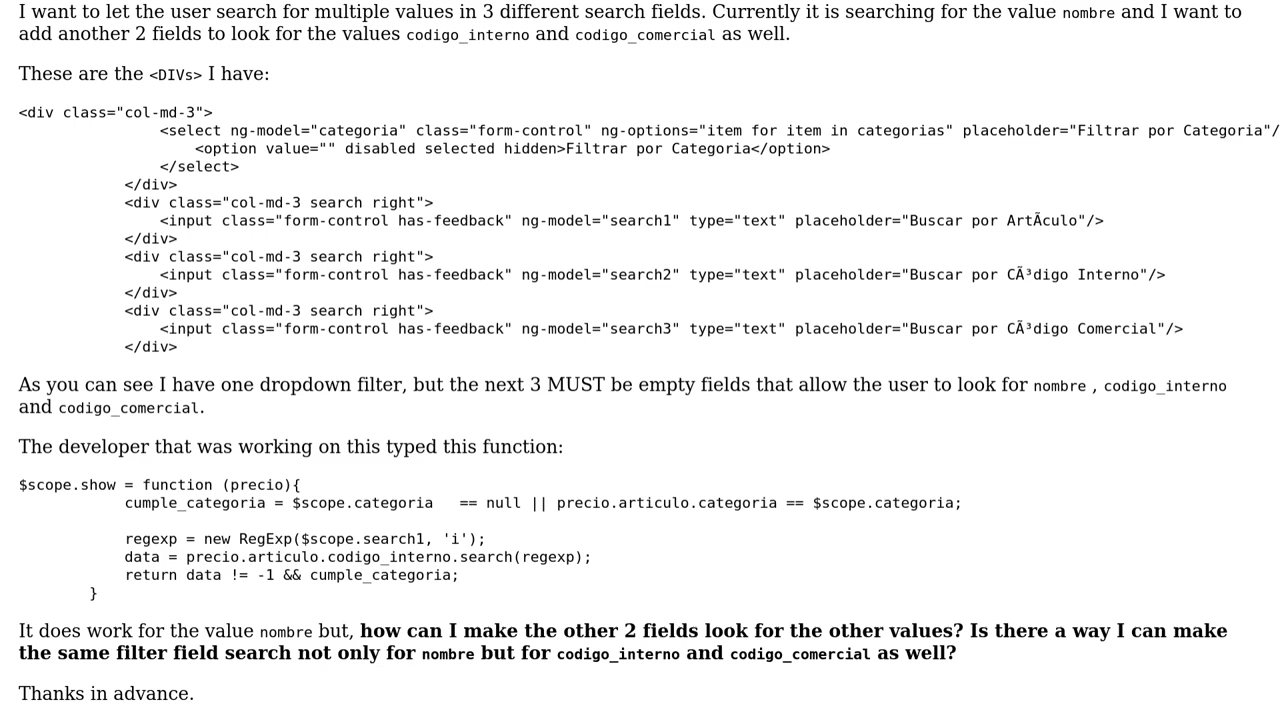 I want to let the user search for multiple values in 3 different search fields. Currently it is searching for the value nombre and I want to
add another 2 fields to look for the values codigo_interno and codigo_comercial as well.
These are the <DIVs> I have:
<div class="col-md-3">
<select ng-model="categoria" class="form-control" ng-options="item for item in categorias" placeholder="Filtrar por Categoria"/
<option value="" disabled selected hidden>Filtrar por Categoria</option>
</select>
</div>
<div class="col-md-3 search right">
<input class="form-control has-feedback" ng-model="search1" type="text" placeholder="Buscar por ArtÃculo"/>
</div>
<div class="col-md-3 search right">
<input class="form-control has-feedback" ng-model="search2" type="text" placeholder="Buscar por CÃ³digo Interno"/>
</div>
<div class="col-md-3 search right">
<input class="form-control has-feedback" ng-model="search3" type="text" placeholder="Buscar por CÃ³digo Comercial"/>
</div>
As you can see I have one dropdown filter, but the next 3 MUST be empty fields that allow the user to look for nombre , codigo_interno
and codigo_comercial.
The developer that was working on this typed this function:
$scope.show = function (precio){
cumple_categoria = $scope.categoria   == null || precio.articulo.categoria == $scope.categoria;
regexp = new RegExp($scope.search1, 'i');
data = precio.articulo.codigo_interno.search(regexp);
return data != -1 && cumple_categoria;
}
It does work for the value nombre but, how can I make the other 2 fields look for the other values? Is there a way I can make
the same filter field search not only for nombre but for codigo_interno and codigo_comercial as well?
Thanks in advance.